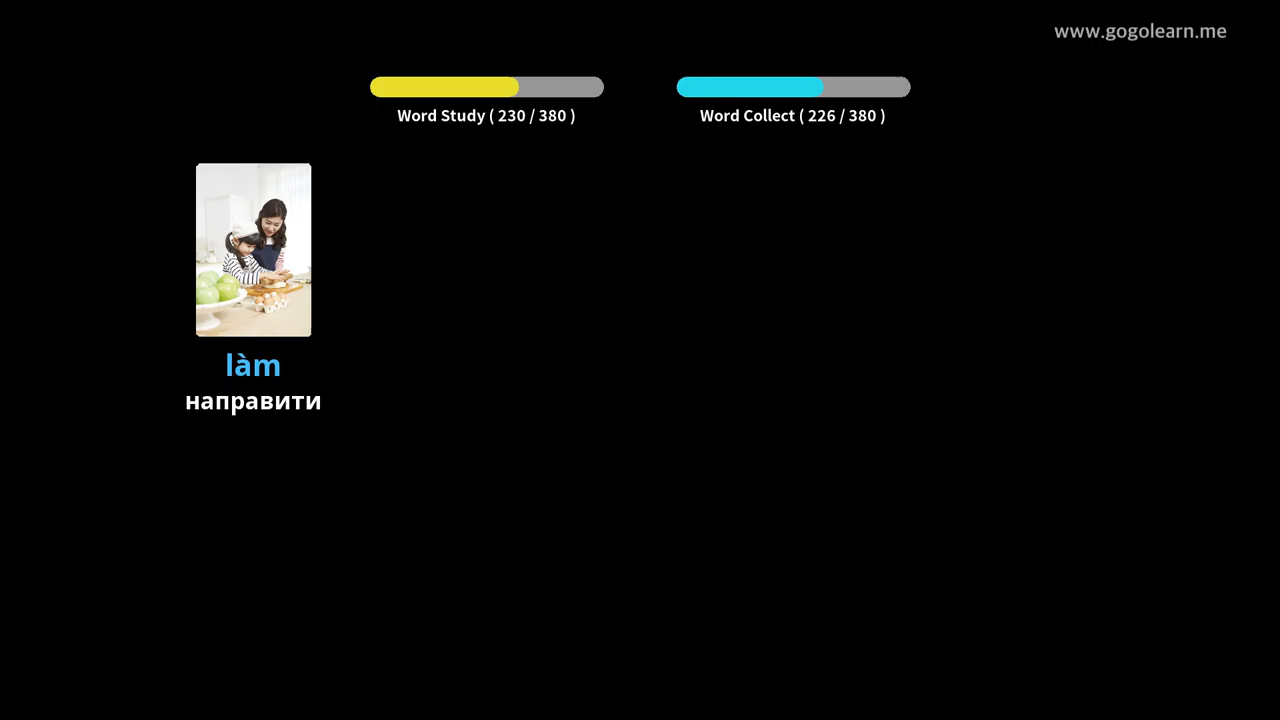 www.gogolearn.me
Word Study ( 230 / 380 )
Word Collect ( 226 / 380 )
làm
направити